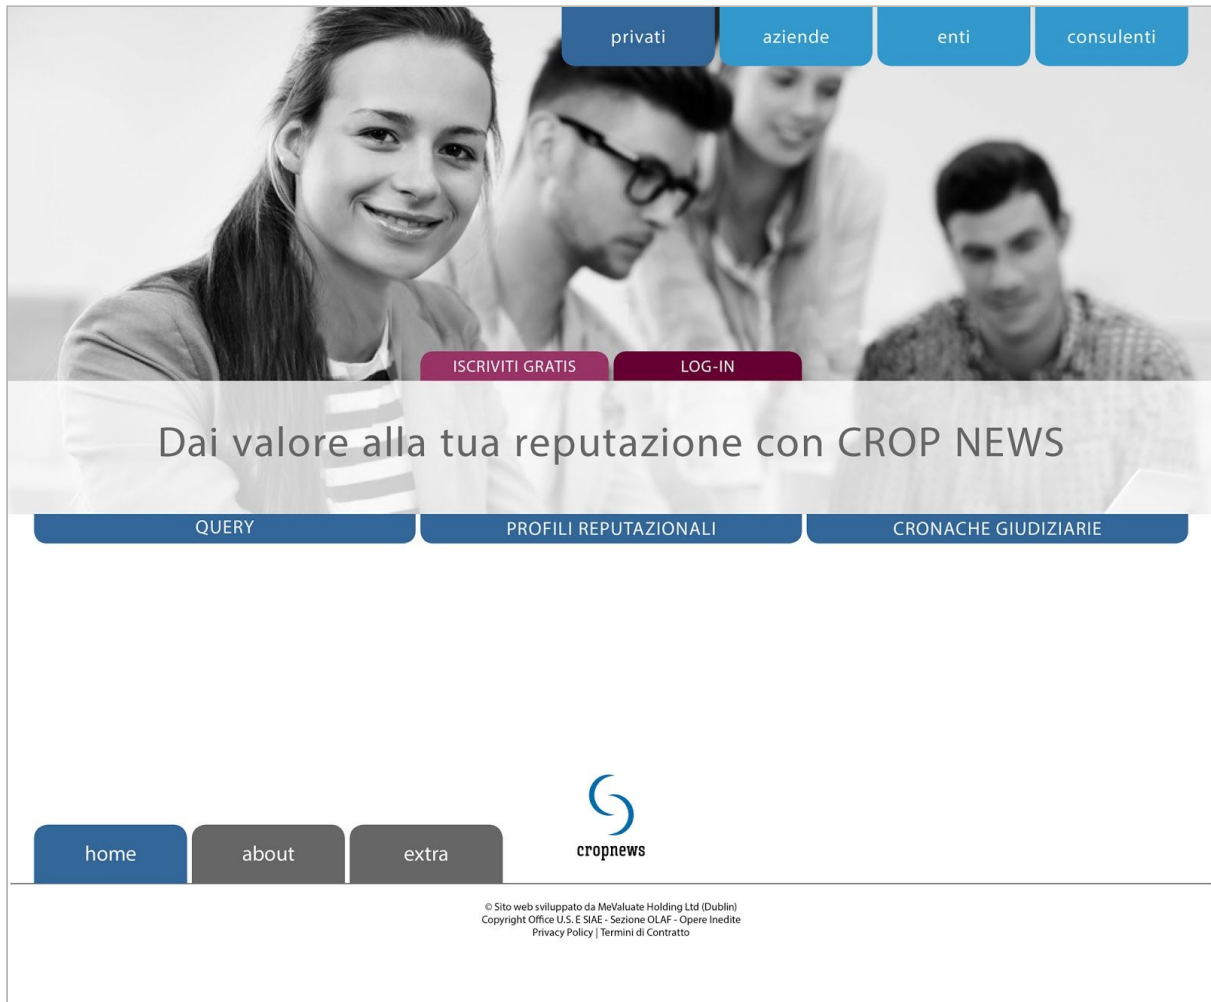 privati
aziende
enti
consulenti
ISCRIVITI GRATIS
LOG-IN
Dai valore alla tua reputazione con CROP NEWS
QUERY
PROFILI REPUTAZIONALI
CRONACHE GIUDIZIARIE
home
about
extra
cropnews
© Sito web sviluppato da MeValuate Holding Ltd (Dublin)
Copyright Office U.S. E SIAE - Sezione OLAF - Opere Inedite
Privacy Policy | Termini di Contratto